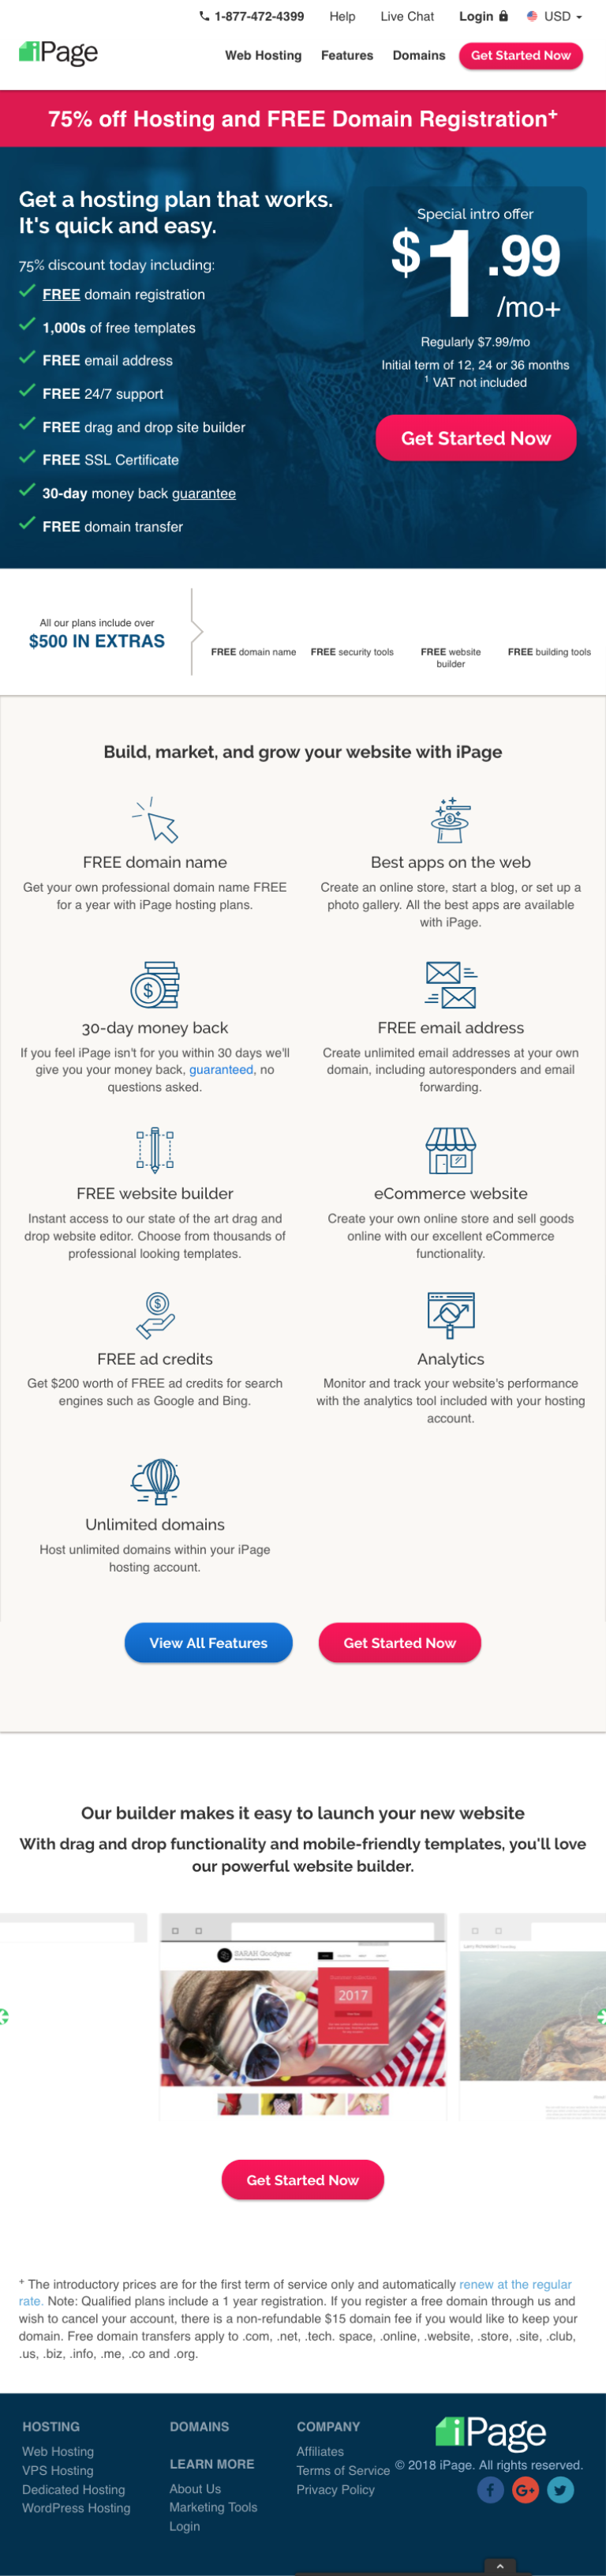 1-877-472-4399 Help Live Chat Login USD
iPage
Web Hosting Features Domains Get Started Now
75% off Hosting and FREE Domain Registration+
Get a hosting plan that works.
It's quick and easy.
75% discount today including:
FREE domain registration
1,000s of free templates
FREE email address
FREE 24/7 support
FREE drag and drop site builder
FREE SSL Certificate
30-day money back guarantee
FREE domain transfer
Special intro offer
$1.99
/mo+
Regularly $7.99/mo
Initial term of 12, 24 or 36 months
1 VAT not included
Get Started Now
All our plans include over
$500 IN EXTRAS
FREE domain name
FREE security tools
FREE website
builder
FREE building tools
Build, market, and grow your website with iPage
FREE domain name
Get your own professional domain name FREE
for a year with iPage hosting plans.
Best apps on the web
Create an online store, start a blog, or set up a
photo gallery. All the best apps are available
with iPage.
30-day money back
If you feel iPage isn't for you within 30 days we'll
give you your money back, guaranteed, no
questions asked.
FREE email address
Create unlimited email addresses at your own
domain, including autoresponders and email
forwarding.
FREE website builder
Instant access to our state of the art drag and
drop website editor. Choose from thousands of
professional looking templates.
eCommerce website
Create your own online store and sell goods
online with our excellent eCommerce
functionality.
FREE ad credits
Get $200 worth of FREE ad credits for search
engines such as Google and Bing.
Analytics
Monitor and track your website's performance
with the analytics tool included with your hosting
account.
Unlimited domains
Host unlimited domains within your iPage
hosting account.
View All Features
Get Started Now
Our builder makes it easy to launch your new website
With drag and drop functionality and mobile-friendly templates, you'll love
our powerful website builder.
SARAH Goodyear
2017
Get Started Now
+ The introductory prices are for the first term of service only and automatically renew at the regular
rate. Note: Qualified plans include a 1 year registration. If you register a free domain through us and
wish to cancel your account, there is a non-refundable $15 domain fee if you would like to keep your
domain. Free domain transfers apply to .com, .net, .tech. space, .online, .website, .store, .site, .club,
.us, .biz, .info, .me, .co and .org.
HOSTING
Web Hosting
VPS Hosting
Dedicated Hosting
WordPress Hosting
DOMAINS
LEARN MORE
About Us
Marketing Tools
Login
COMPANY
Affiliates
Terms of Service
Privacy Policy
iPage
© 2018 iPage. All rights reserved.